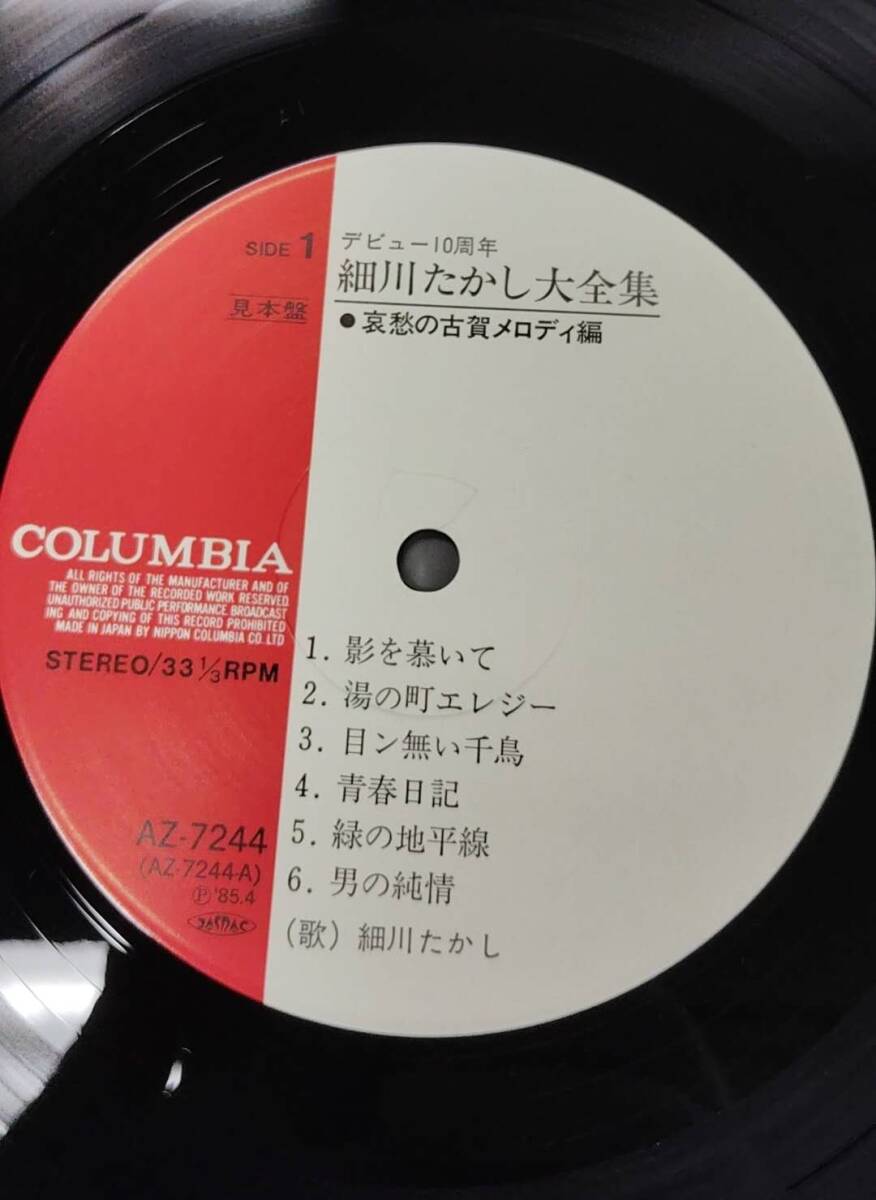 SIDE 1
見本盤
デビュー10周年
細川たかし大全集
●哀愁の古賀メロディ編
COLUMBIA
ALL RIGHTS OF THE MANUFACTURER AND OF
THE OWNER OF THE RECORDED WORK RESERVED
UNAUTHORIZED PUBLIC PERFORMANCE BROADCAST
ING AND COPYING OF THIS RECORD PROHIBITED
MADE IN JAPAN BY NIPPON COLUMBIA CO. LTD
STEREO/33 1/3 RPM
AZ-7244
(AZ-7244-A)
Ⓟ '85.4
JASRAC
1. 影を慕いて
2. 湯の町エレジー
3. 目ン無い千鳥
4. 青春日記
5. 緑の地平線
6. 男の純情
(歌) 細川たかし